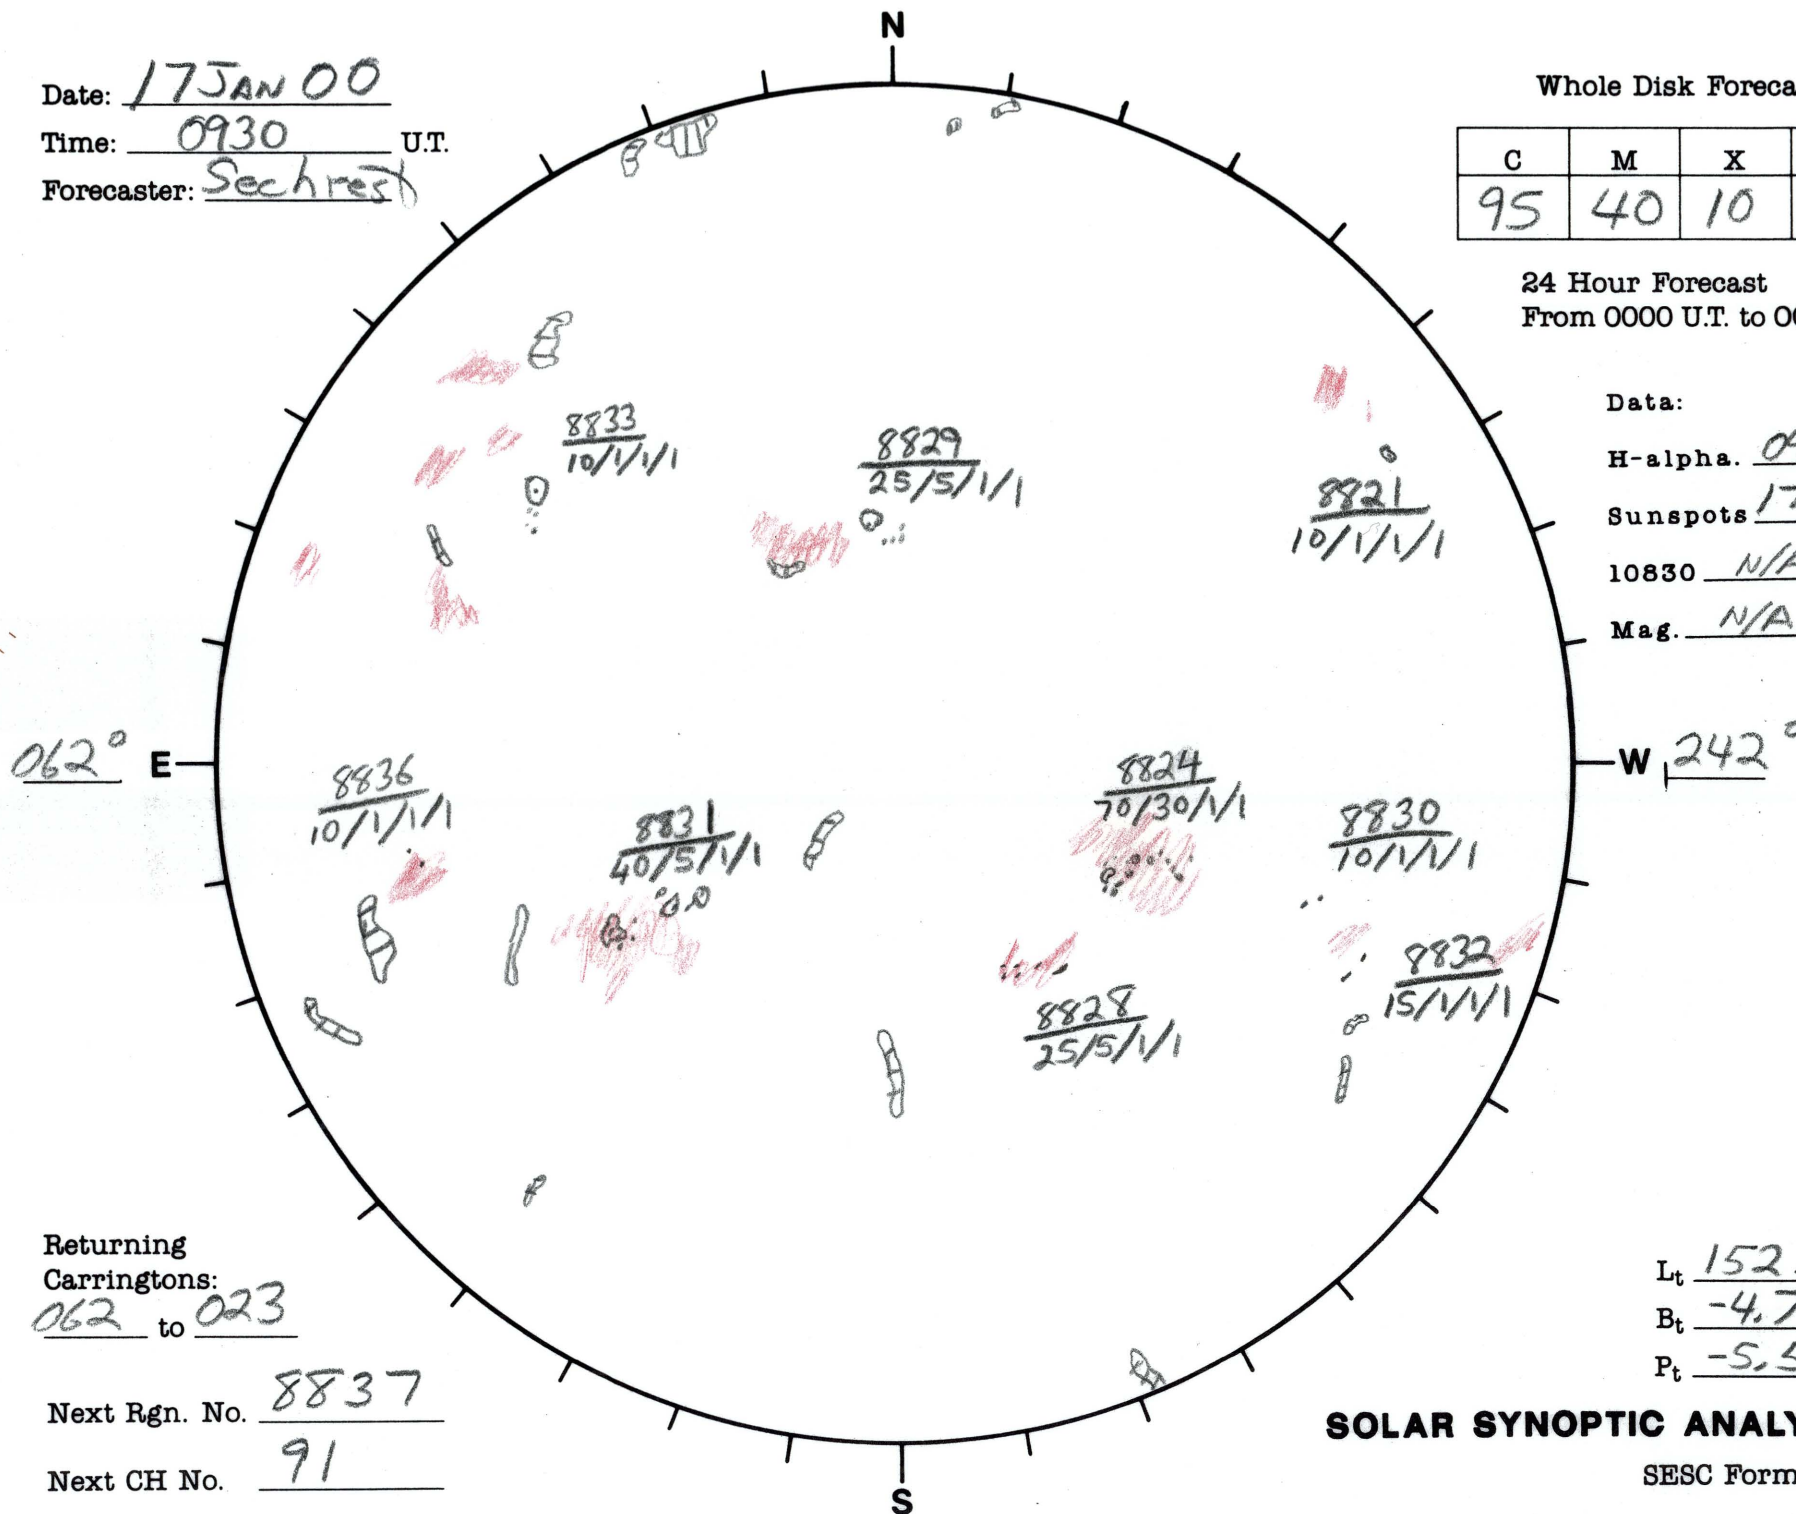 N
Date: 17 JAN 00
Time: 0930 U.T.
Forecaster: Sechrest
Whole Disk Foreca
C M X
95 40 10
24 Hour Forecast
From 0000 U.T. to 00
Data:
H-alpha.
Sunspots 17
10830 N/A
Mag. N/A
8833
10/1/1/1
8829
25/5/1/1
8821
10/1/1/1
062° E
W 242°
8836
10/1/1/1
8831
40/5/1/1
8824
70/30/1/1
8830
10/1/1/1
8832
15/1/1/1
8828
25/5/1/1
Returning
Carringtons:
062 to 023
Next Rgn. No. 8837
Next CH No. 91
Lt 152.
Bt -4.7
Pt -5.5
SOLAR SYNOPTIC ANALY
SESC Form
S